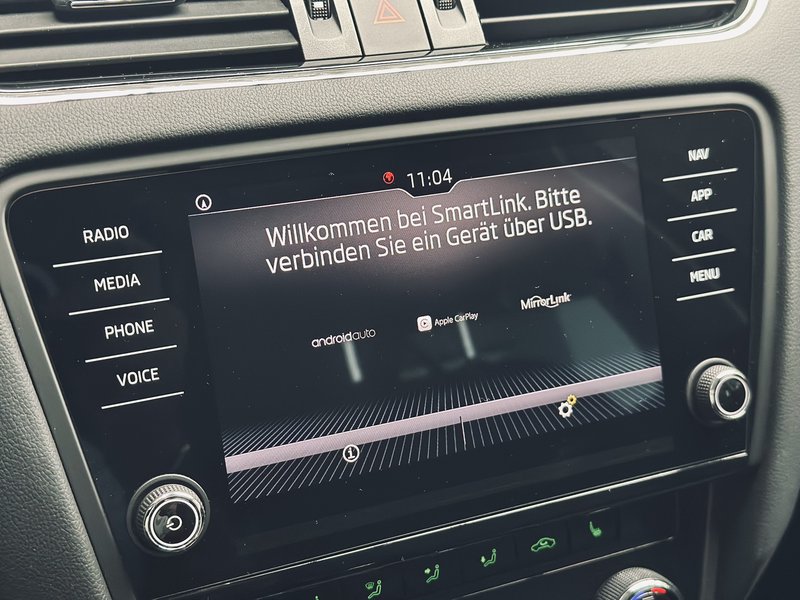 11:04
Willkommen bei SmartLink. Bitte
verbinden Sie ein Gerät über USB.
androidauto
Apple CarPlay
MirrorLink
RADIO
MEDIA
PHONE
VOICE
NAV
APP
CAR
MENU